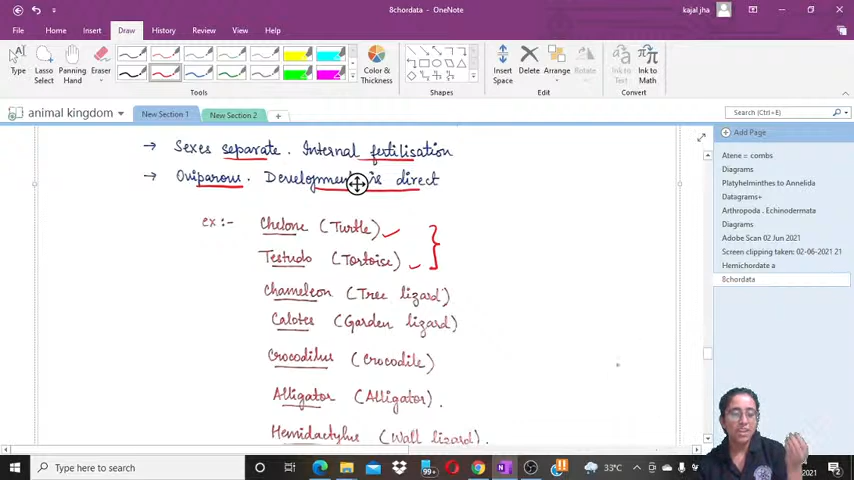 8chordata - OneNote
kajal jha
File Home Insert Draw History Review View Help
Type
Lasso Select
Panning Hand
Eraser
Color & Thickness
Insert Space
Delete
Arrange
Ink to Text
Ink to Math
Tools
Shapes
Edit
Convert
animal kingdom
New Section 1
New Section 2
+
Search (Ctrl+E)
Add Page
→ Sexes separate. Internal fertilisation
→ Oviparous. Development is direct
ex:- Chelone (Turtle)
Testudo (Tortoise)
Chameleon (Tree lizard)
Calotes (Garden lizard)
Crocodilus (Crocodile)
Alligator (Alligator).
Hemidactylus (Wall lizard).
Atene = combs
Diagrams
Platyhelminthes to Annelida
Datagrams+
Arthropoda . Echinodermata
Diagrams
Adobe Scan 02 Jun 2021
Screen clipping taken: 02-06-2021 21
Hemichordate a
8chordata
Type here to search
99+
33°C